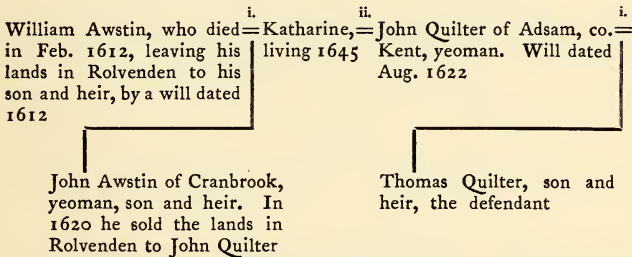 i.
ii.
i.
William Awstin, who died=Katharine,=John Quilter of Adsam, co.=
in Feb. 1612, leaving his living 1645 Kent, yeoman. Will dated
lands in Rolvenden to his Aug. 1622
son and heir, by a will dated
1612
John Awstin of Cranbrook,
yeoman, son and heir. In
1620 he sold the lands in
Rolvenden to John Quilter
Thomas Quilter, son and
heir, the defendant